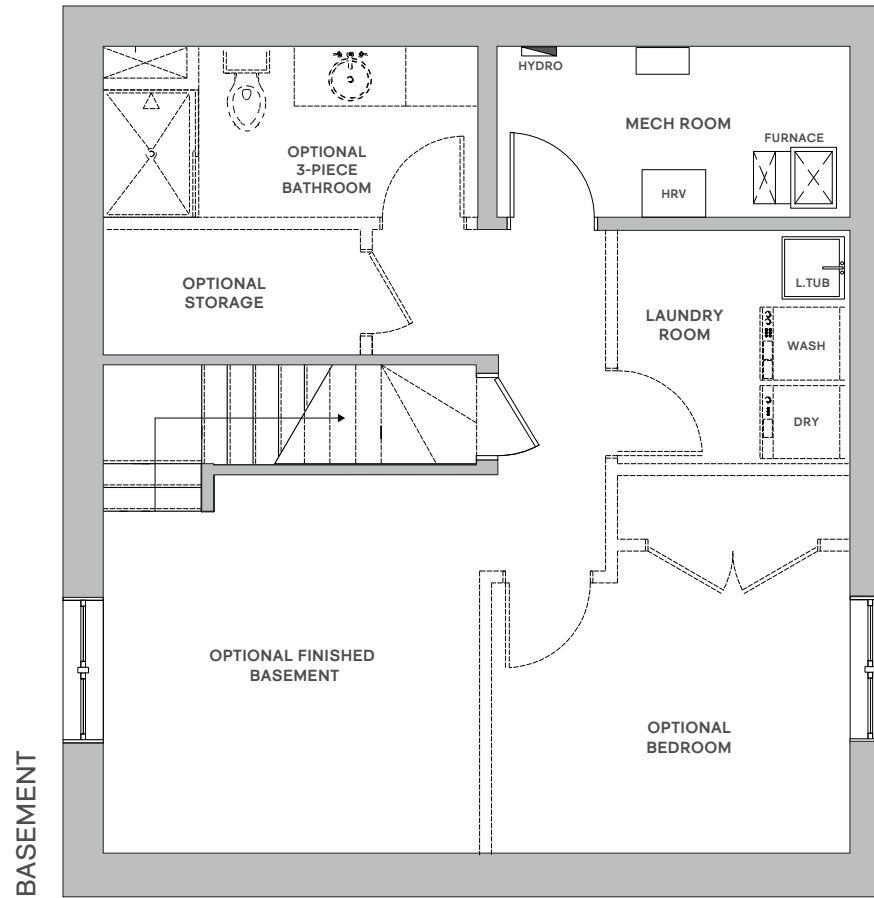 HYDRO
MECH ROOM
FURNACE
HRV
OPTIONAL
3-PIECE
BATHROOM
OPTIONAL
STORAGE
L.TUB
LAUNDRY
ROOM
WASH
DRY
OPTIONAL FINISHED
BASEMENT
OPTIONAL
BEDROOM
BASEMENT